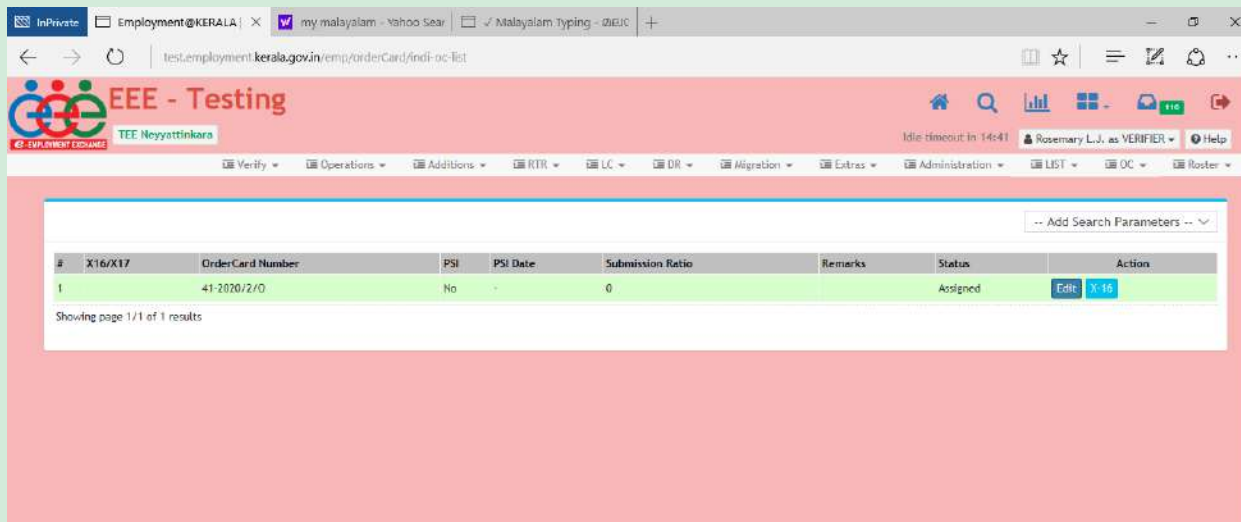 InPrivate Employment@KERALA | my malayalam - Yahoo Sear ✓ Malayalam Typing -
test.employment.kerala.gov.in/emp/orderCard/indi-oc-list
EEE - Testing
e-EMPLOYMENT EXCHANGE
TEE Neyyattinkara
116
Idle timeout in 14:41 Rosemary L.J. as VERIFIER Help
Verify Operations Additions RTR LC DR Migration Extras Administration LIST OC Roster
-- Add Search Parameters --
# X16/X17 OrderCard Number PSI PSI Date Submission Ratio Remarks Status Action
1 41-2020/2/O No - 0 Assigned Edit X-16
Showing page 1/1 of 1 results